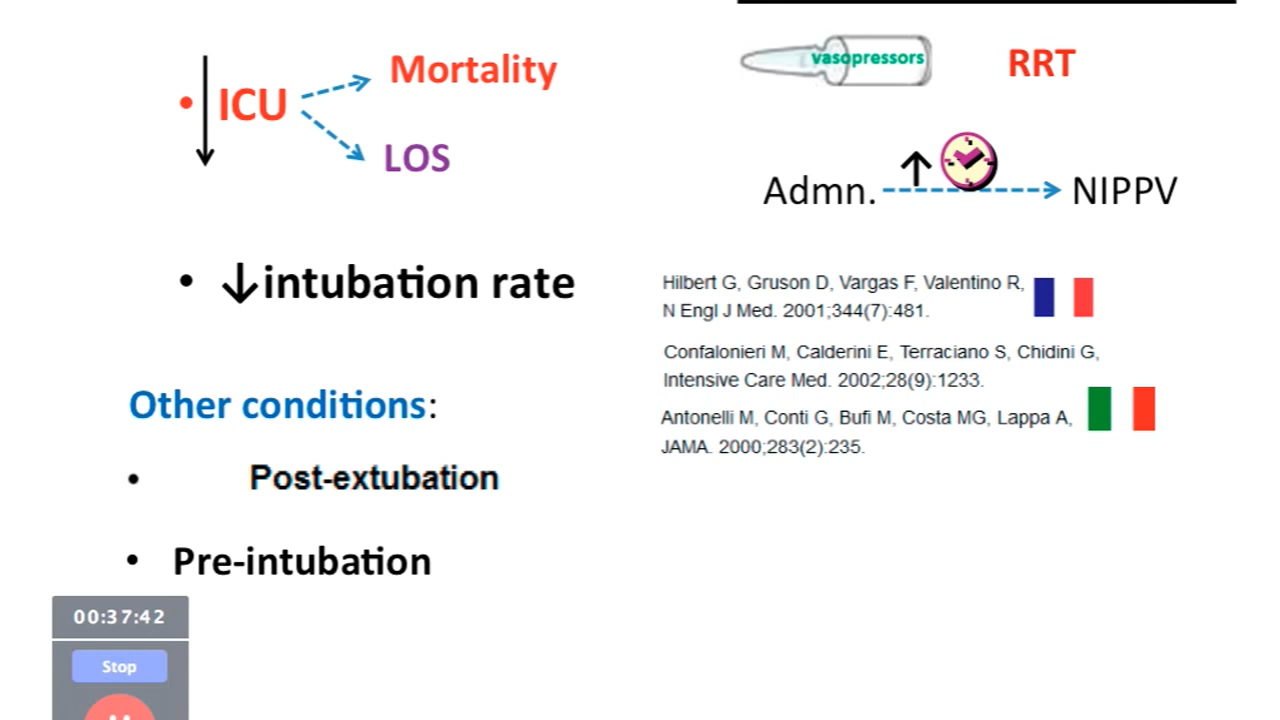 • ↓ ICU
Mortality
LOS
• ↓intubation rate
Other conditions:
• Post-extubation
• Pre-intubation
vasopressors
RRT
Admn. ↑ NIPPV
Hilbert G, Gruson D, Vargas F, Valentino R,
N Engl J Med. 2001;344(7):481.
Confalonieri M, Calderini E, Terraciano S, Chidini G,
Intensive Care Med. 2002;28(9):1233.
Antonelli M, Conti G, Bufi M, Costa MG, Lappa A,
JAMA. 2000;283(2):235.
00:37:42
Stop